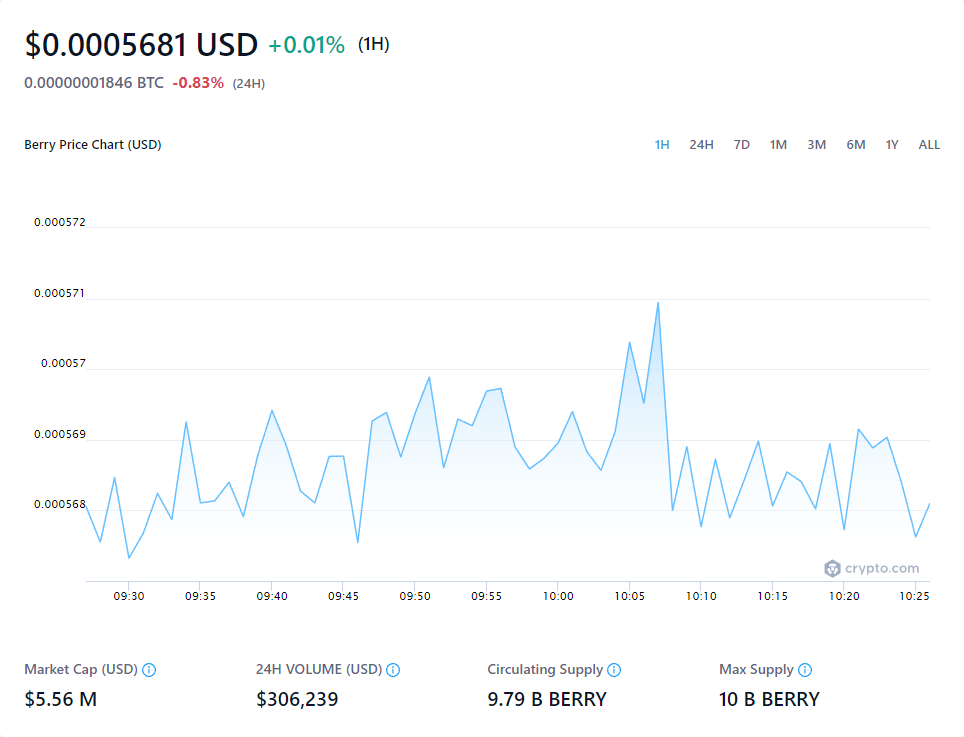 $0.0005681 USD +0.01% (1H)
0.00000001846 BTC -0.83% (24H)
Berry Price Chart (USD) 1H 24H 7D 1M 3M 6M 1Y ALL
0.000572
0.000571
0.00057
0.000569
0.000568
crypto.com
09:30 09:35 09:40 09:45 09:50 09:55 10:00 10:05 10:10 10:15 10:20 10:25
Market Cap (USD) 24H VOLUME (USD) Circulating Supply Max Supply
$5.56 M $306,239 9.79 B BERRY 10 B BERRY